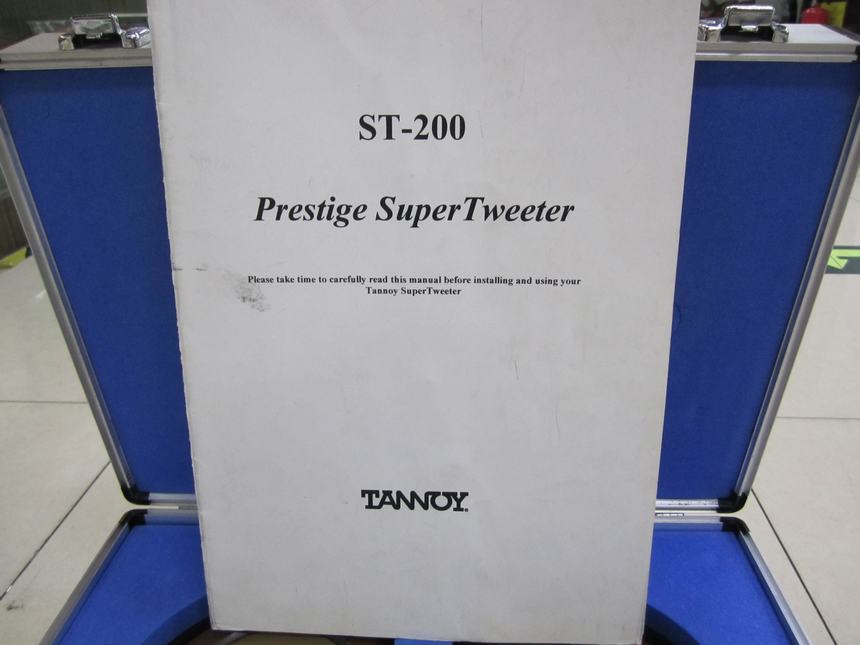 ST-200
Prestige SuperTweeter
Please take time to carefully read this manual before installing and using your
Tannoy SuperTweeter
TANNOY